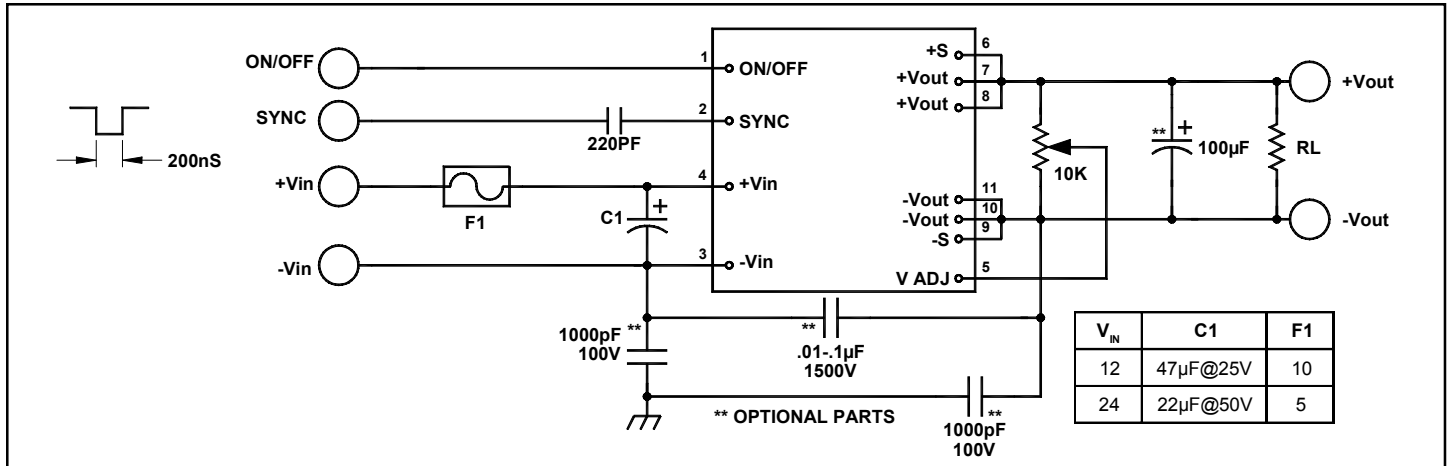 ON/OFF
1
ON/OFF
SYNC
2
SYNC
220PF
200nS
+Vin
4
+Vin
F1
C1
+
-Vin
3
-Vin
+S
6
+Vout
7
+Vout
8
-Vout
11
-Vout
10
-S
9
V ADJ
5
10K
**
+
100µF
RL
+Vout
-Vout
1000pF **
100V
**
.01-.1µF
1500V
** OPTIONAL PARTS
**
1000pF
100V
VIN C1 F1
12 47µF@25V 10
24 22µF@50V 5